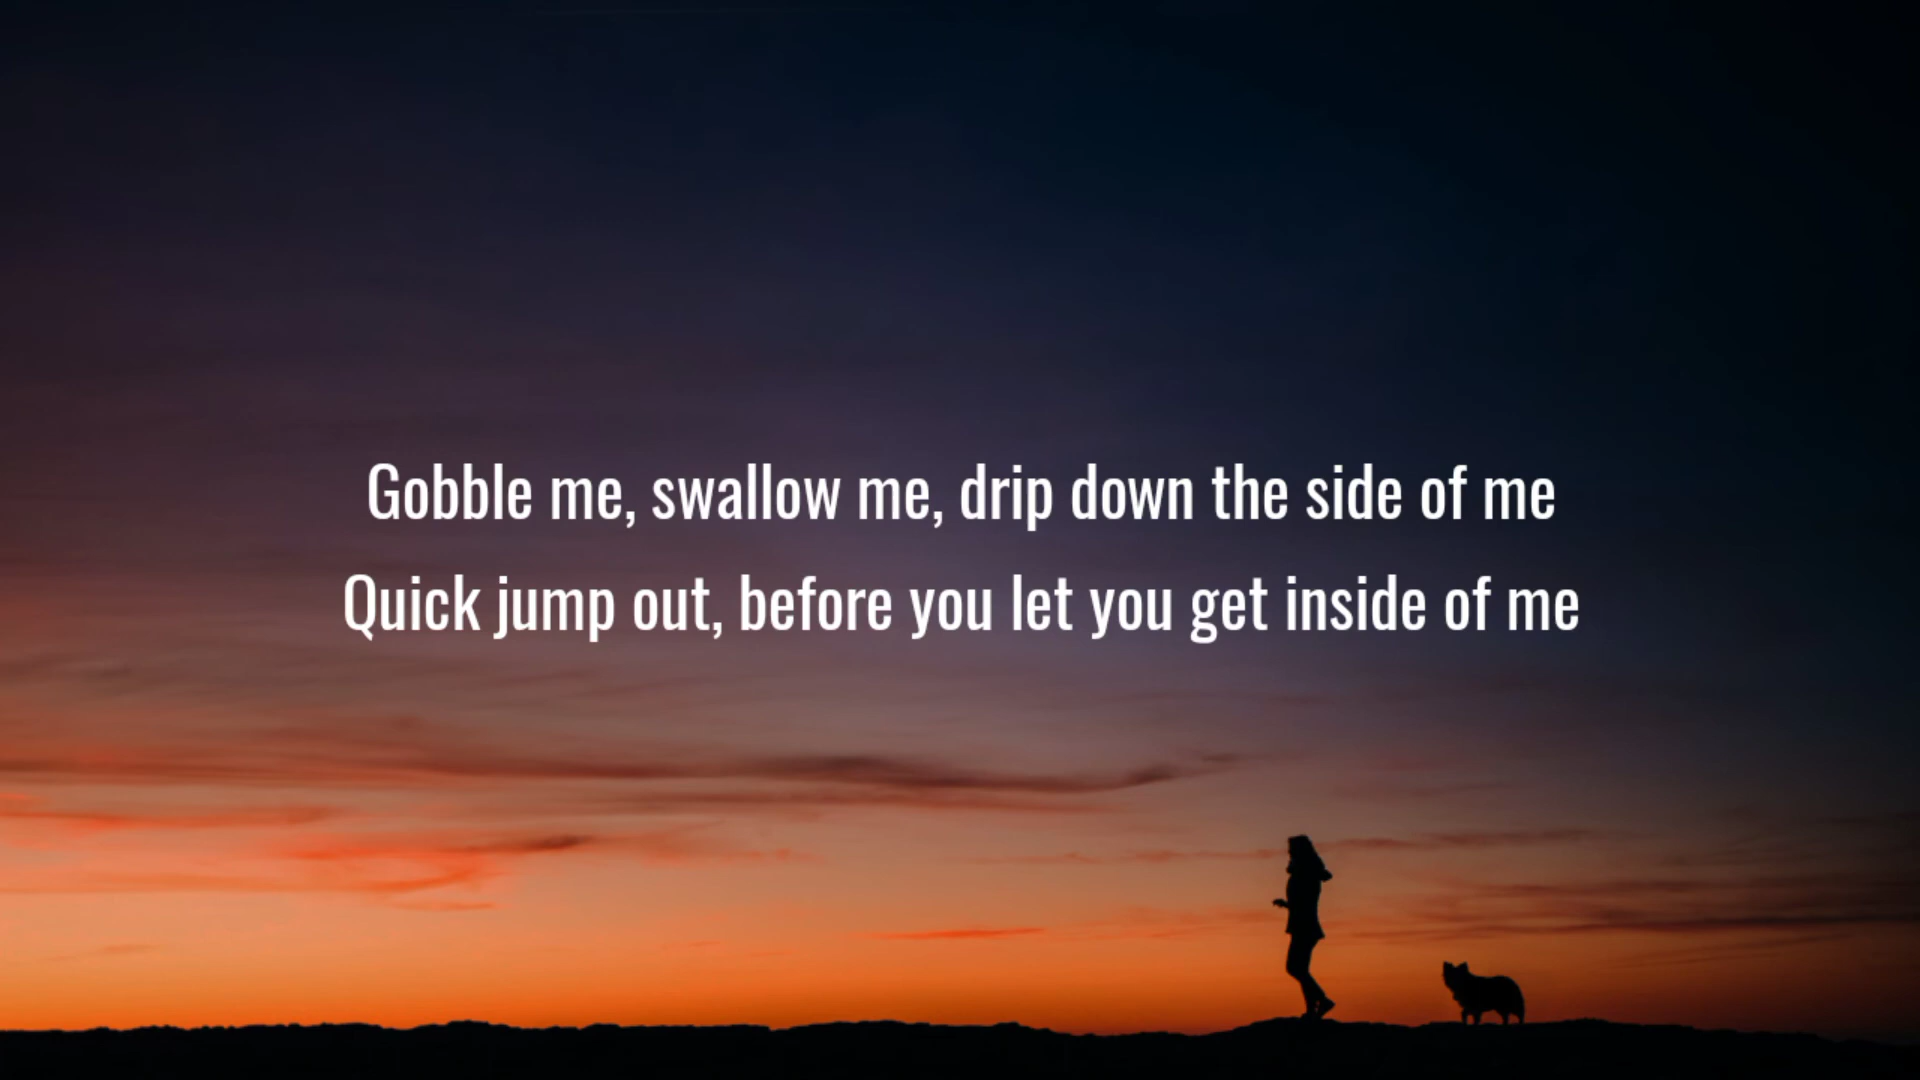 Gobble me, swallow me, drip down the side of me
Quick jump out, before you let you get inside of me